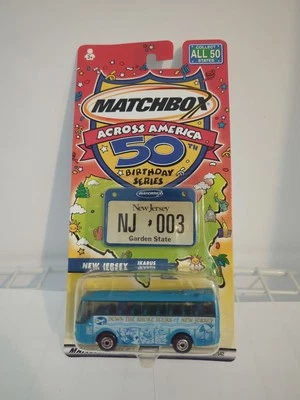 COLLECT
ALL 50
STATES
3+
MATCHBOX
ACROSS AMERICA
50TH
BIRTHDAY
SERIES
New Jersey
NJ 003
Garden State
NEW JERSEY
IKARUS